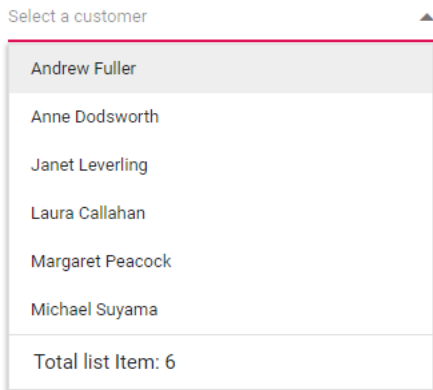 Select a customer
Andrew Fuller
Anne Dodsworth
Janet Leverling
Laura Callahan
Margaret Peacock
Michael Suyama
Total list Item: 6